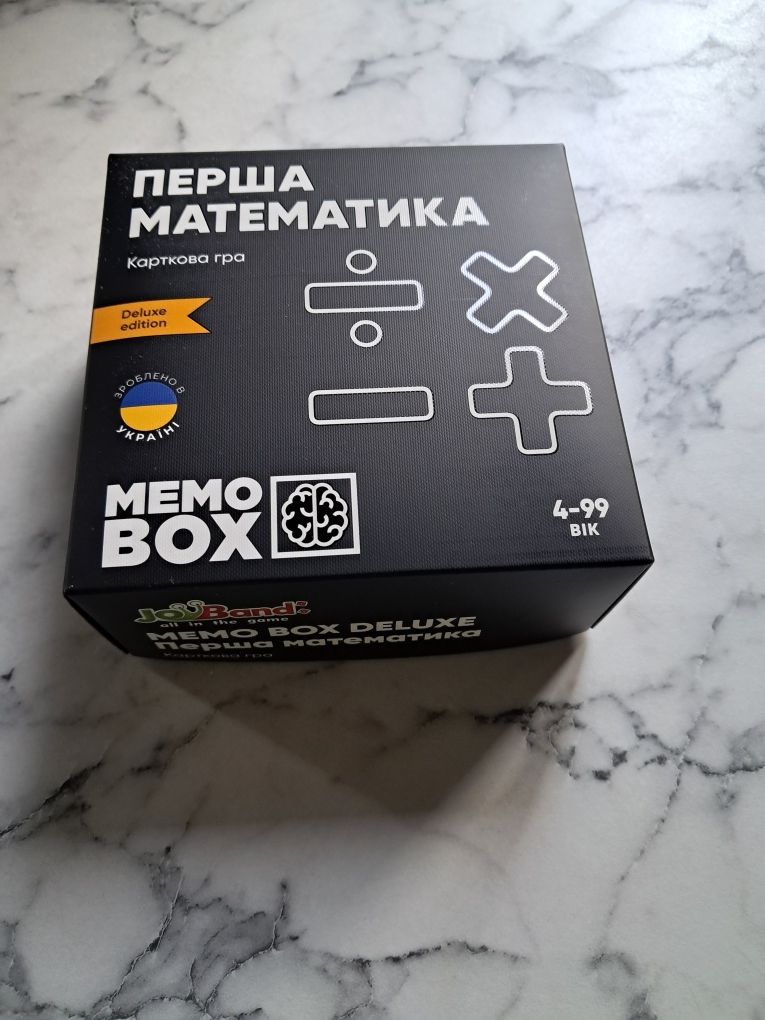 ПЕРША
МАТЕМАТИКА
Карткова гра
Deluxe
edition
ЗРОБЛЕНО В
УКРАЇНІ
MEMO
BOX
4-99
ВІК
JoyBand
all in the game
MEMO BOX DELUXE
Перша математика
Карткова гра